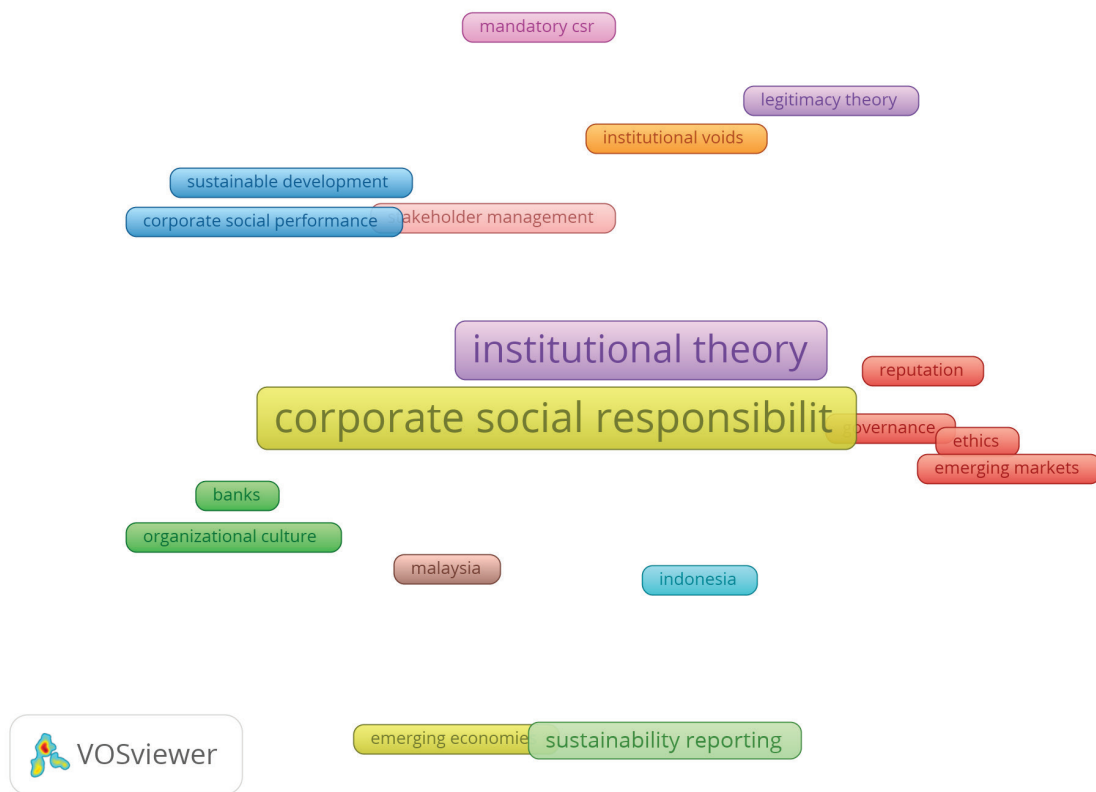 mandatory csr
legitimacy theory
institutional voids
sustainable development
corporate social performance
stakeholder management
institutional theory
reputation
corporate social responsibilit
governance
ethics
emerging markets
banks
organizational culture
malaysia
indonesia
emerging economie
sustainability reporting
VOSviewer